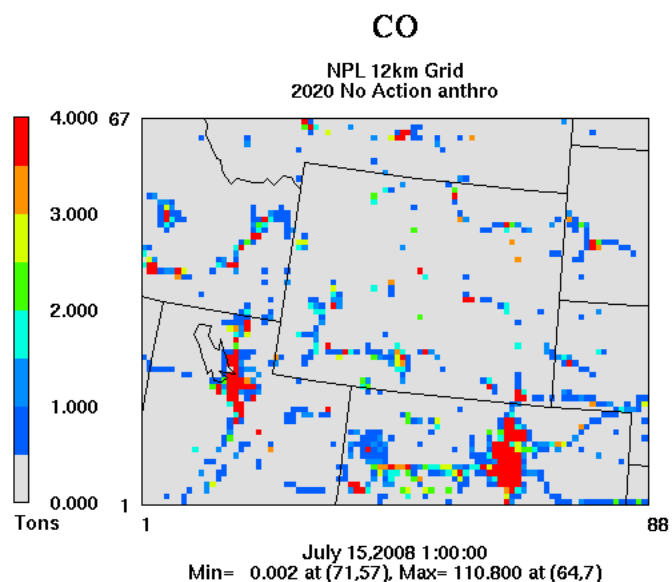 CO
NPL 12km Grid
2020 No Action anthro
4.000
3.000
2.000
1.000
0.000
Tons
67
1
1
88
July 15,2008 1:00:00
Min= 0.002 at (71,57), Max= 110.800 at (64,7)